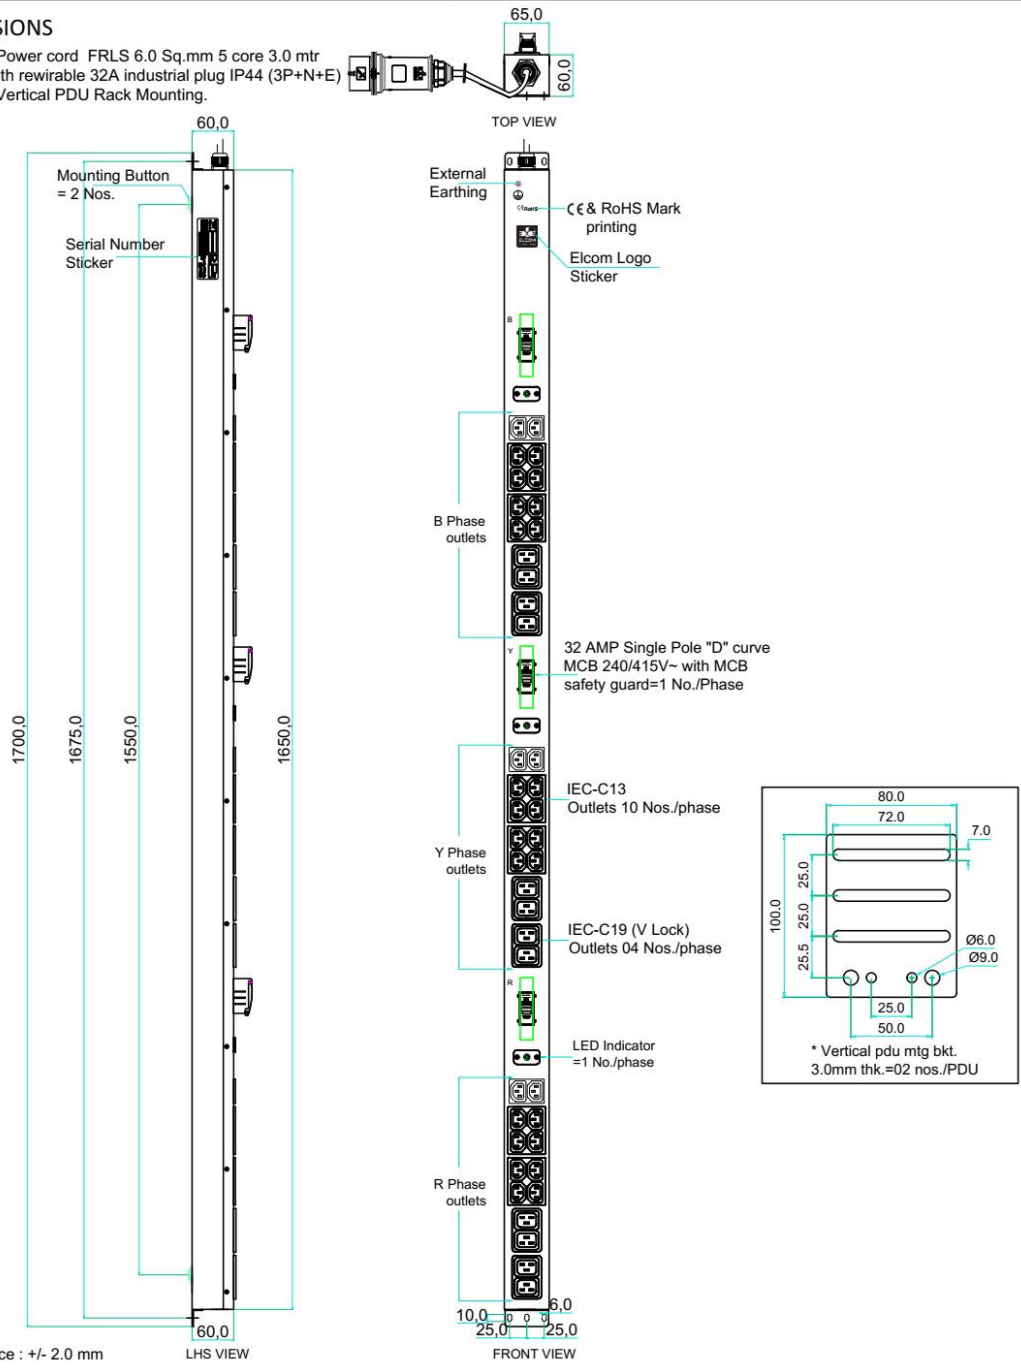 SIONS
Power cord FRLS 6.0 Sq.mm 5 core 3.0 mtr
th rewirable 32A industrial plug IP44 (3P+N+E)
Vertical PDU Rack Mounting.
65,0
60,0
TOP VIEW
60,0
Mounting Button
= 2 Nos.
Serial Number
Sticker
1700,0
1675,0
1550,0
1650,0
60,0
LHS VIEW
ce : +/- 2.0 mm
External
Earthing
CE RoHS
CE & RoHS Mark
printing
ELCOM
Elcom Logo
Sticker
B
B Phase
outlets
Y
32 AMP Single Pole "D" curve
MCB 240/415V~ with MCB
safety guard=1 No./Phase
IEC-C13
Outlets 10 Nos./phase
Y Phase
outlets
IEC-C19 (V Lock)
Outlets 04 Nos./phase
R
LED Indicator
=1 No./phase
R Phase
outlets
10,0
6,0
25,0
25,0
FRONT VIEW
80.0
72.0
7.0
25.0
25.0
25.5
100.0
Ø6.0
Ø9.0
25.0
50.0
* Vertical pdu mtg bkt.
3.0mm thk.=02 nos./PDU